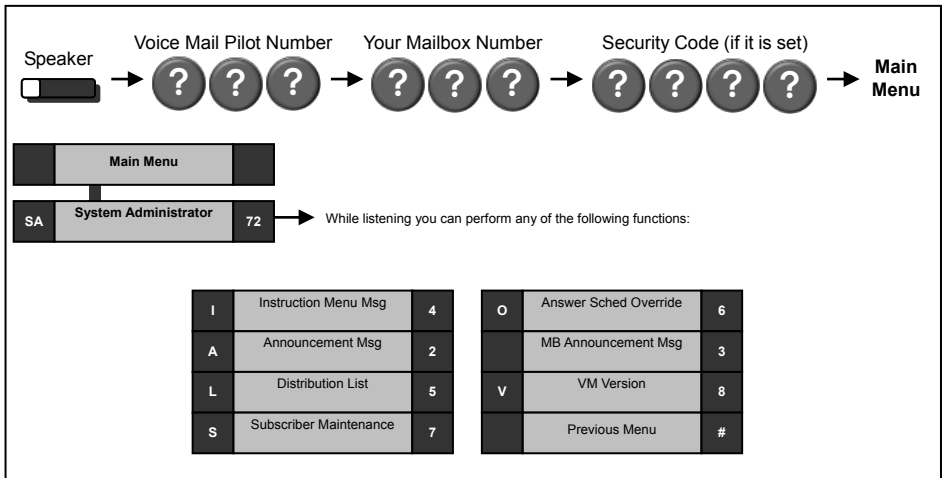 Speaker
Voice Mail Pilot Number
Your Mailbox Number
Security Code (if it is set)
? ? ?
? ? ?
? ? ? ?
Main
Menu
Main Menu
SA System Administrator 72
While listening you can perform any of the following functions:
I Instruction Menu Msg 4
A Announcement Msg 2
L Distribution List 5
S Subscriber Maintenance 7
O Answer Sched Override 6
MB Announcement Msg 3
V VM Version 8
Previous Menu #